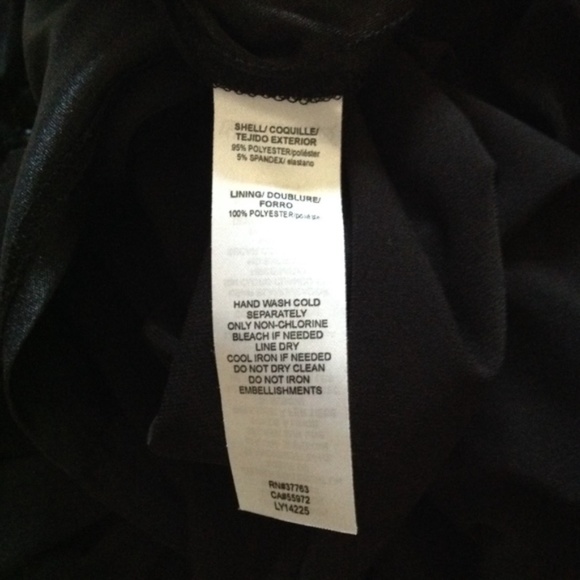 SHELL/ COQUILLE/
TEJIDO EXTERIOR
95% POLYESTER/poliéster
5% SPANDEX/ elastano
LINING/ DOUBLURE/
FORRO
100% POLYESTER/poliéster
HAND WASH COLD
SEPARATELY
ONLY NON-CHLORINE
BLEACH IF NEEDED
LINE DRY
COOL IRON IF NEEDED
DO NOT DRY CLEAN
DO NOT IRON
EMBELLISHMENTS
RN#37763
CA#55972
LY14225